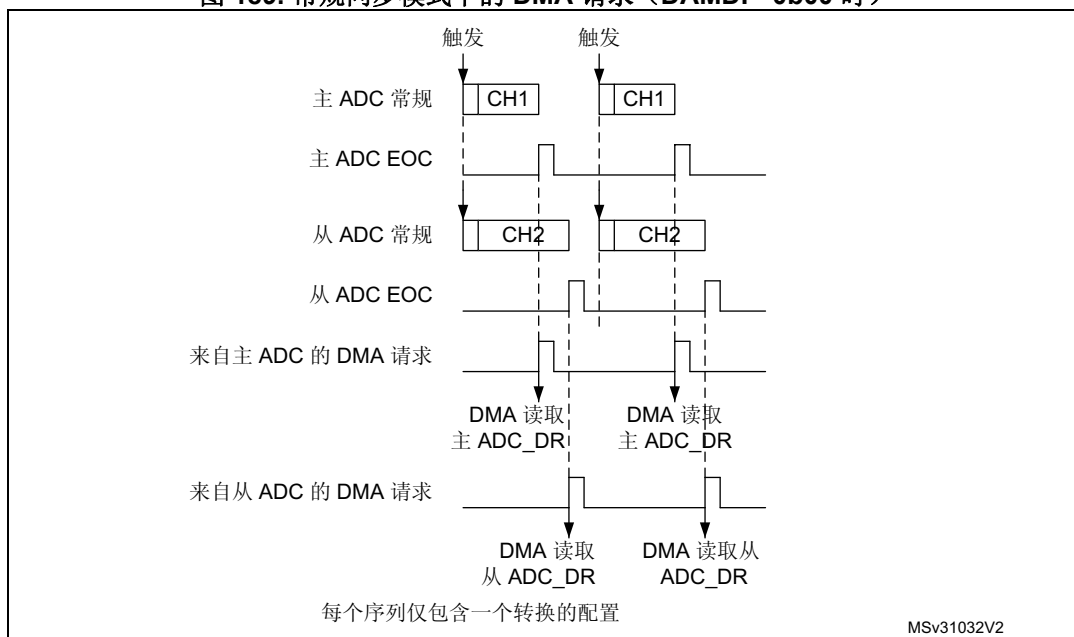 触发 触发
主 ADC 常规 CH1 CH1
主 ADC EOC
从 ADC 常规 CH2 CH2
从 ADC EOC
来自主 ADC 的 DMA 请求
DMA 读取 DMA 读取
主 ADC_DR 主 ADC_DR
来自从 ADC 的 DMA 请求
DMA 读取 DMA 读取从
从 ADC_DR ADC_DR
每个序列仅包含一个转换的配置
MSv31032V2